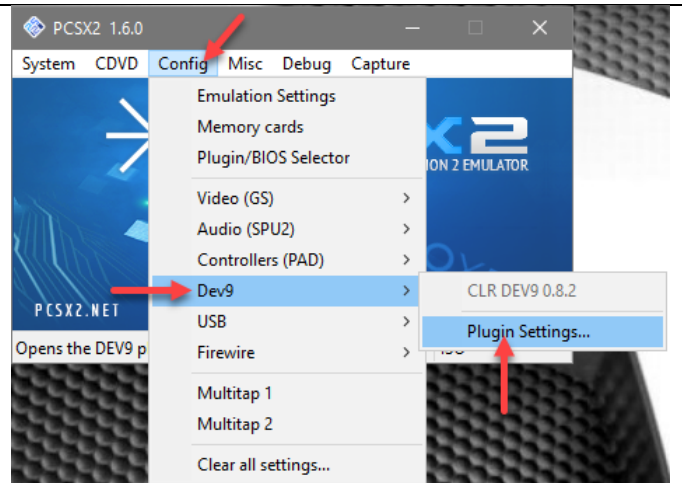 PCSX2 1.6.0
System CDVD Config Misc Debug Capture
Emulation Settings
Memory cards
Plugin/BIOS Selector
ION 2 EMULATOR
Video (GS)
Audio (SPU2)
Controllers (PAD)
Dev9
CLR DEV9 0.8.2
PCSX2.NET
USB
Plugin Settings...
Opens the DEV9 p
Firewire
Multitap 1
Multitap 2
Clear all settings...